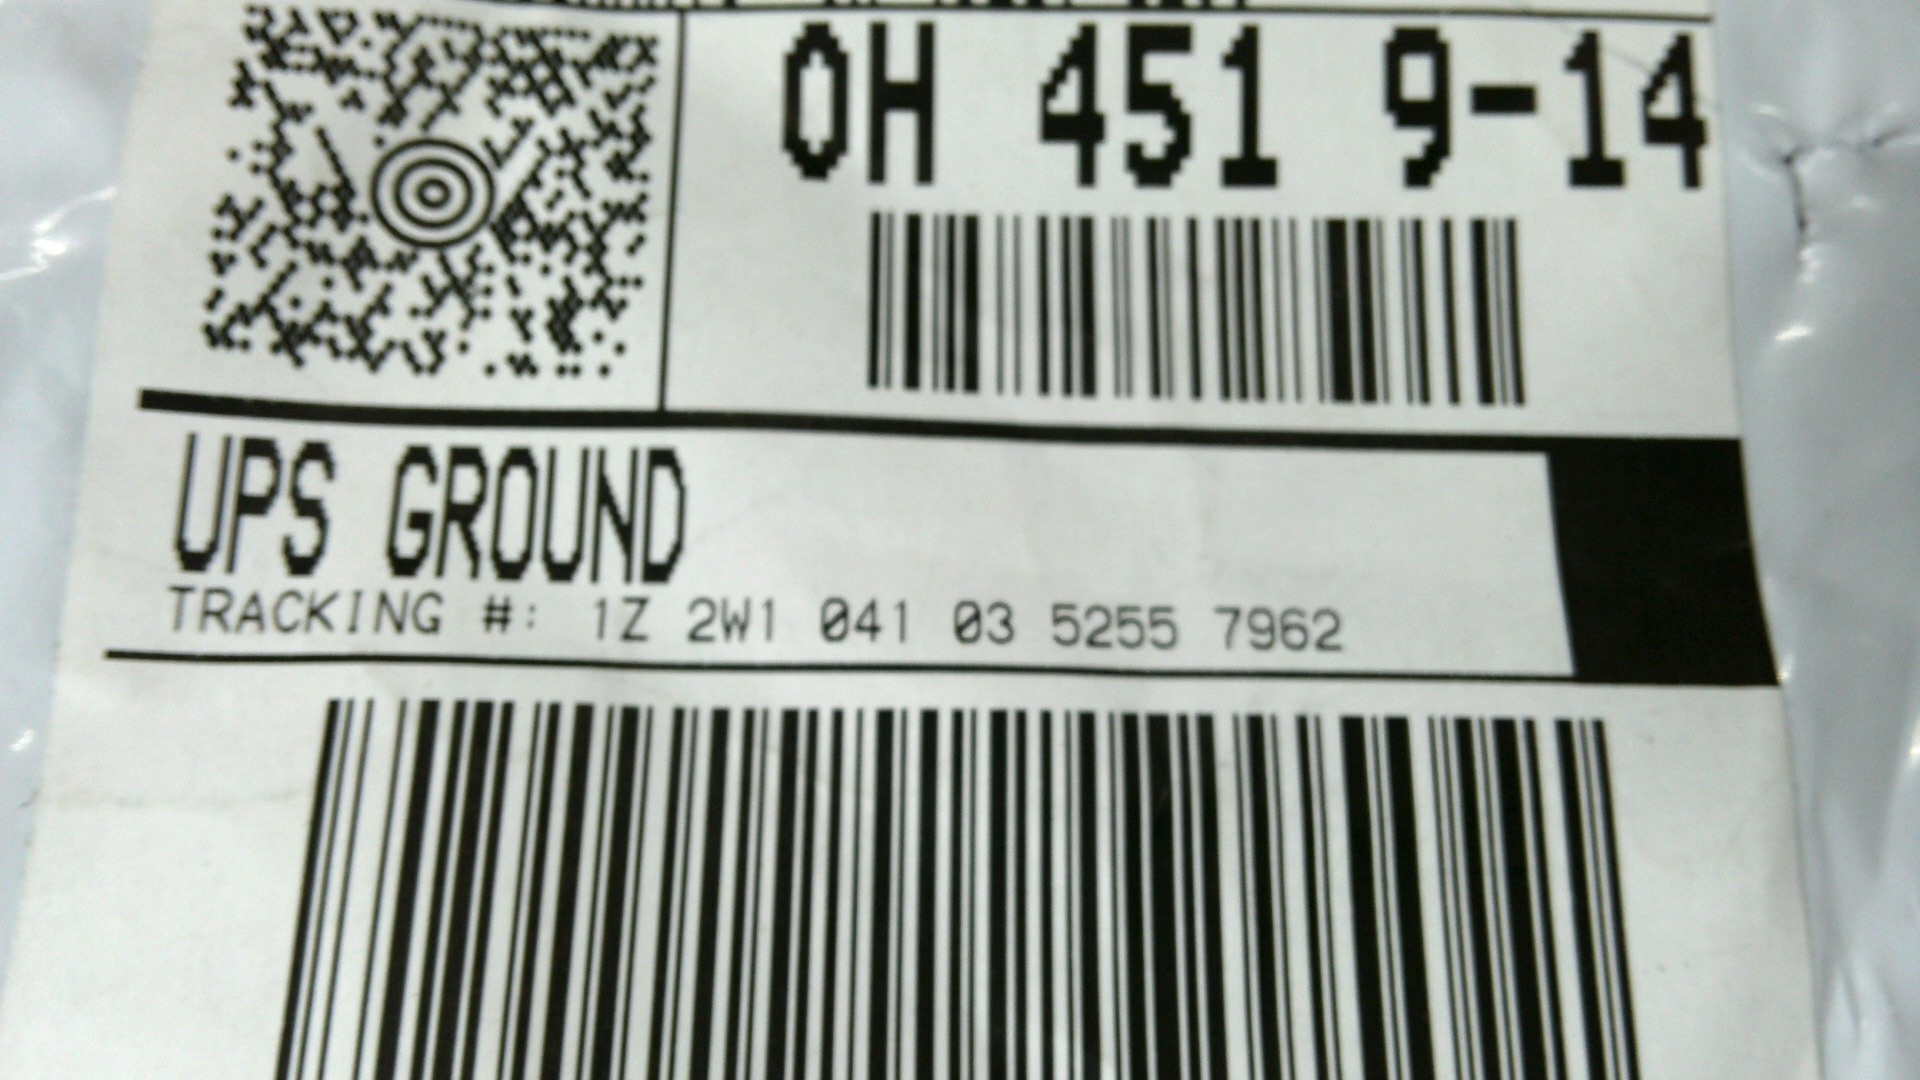 OH 451 9-14
UPS GROUND
TRACKING #: 1Z 2W1 041 03 5255 7962